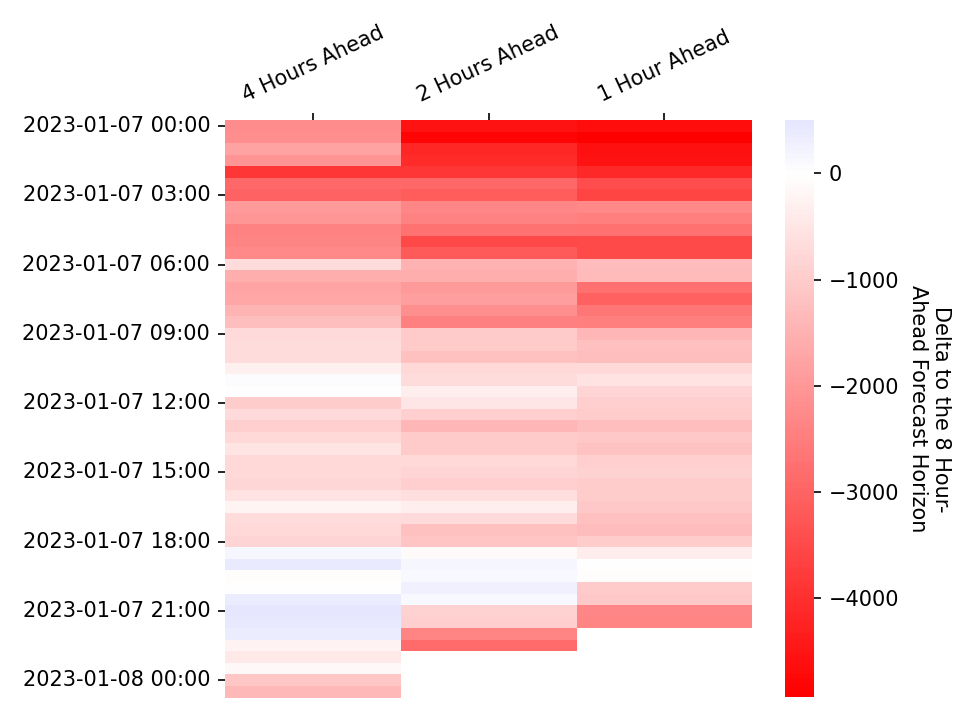 4 Hours Ahead
2 Hours Ahead
1 Hour Ahead
2023-01-07 00:00
2023-01-07 03:00
2023-01-07 06:00
2023-01-07 09:00
2023-01-07 12:00
2023-01-07 15:00
2023-01-07 18:00
2023-01-07 21:00
2023-01-08 00:00
0
−1000
−2000
−3000
−4000
Delta to the 8 Hour-
Ahead Forecast Horizon